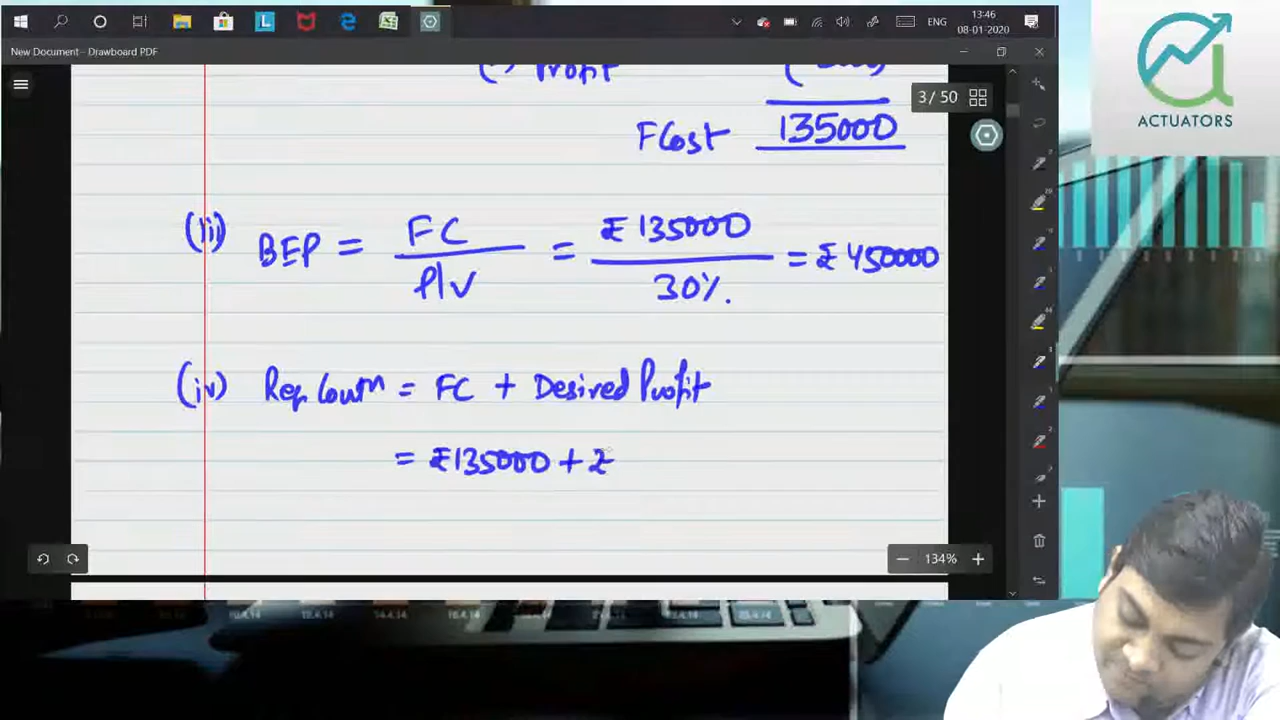 13:46
ENG
08-01-2020
New Document - Drawboard PDF
(-) Profit
3 / 50
ACTUATORS
FCost 135000
(iii) BEP = FC / P/V = ₹135000 / 30% = ₹450000
(iv) Req Contn = FC + Desired Profit
= ₹135000 + ₹
134%